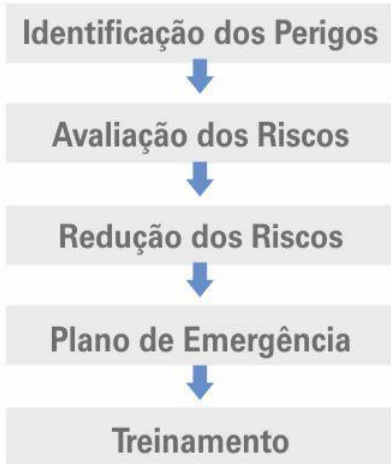 Identificação dos Perigos
Avaliação dos Riscos
Redução dos Riscos
Plano de Emergência
Treinamento